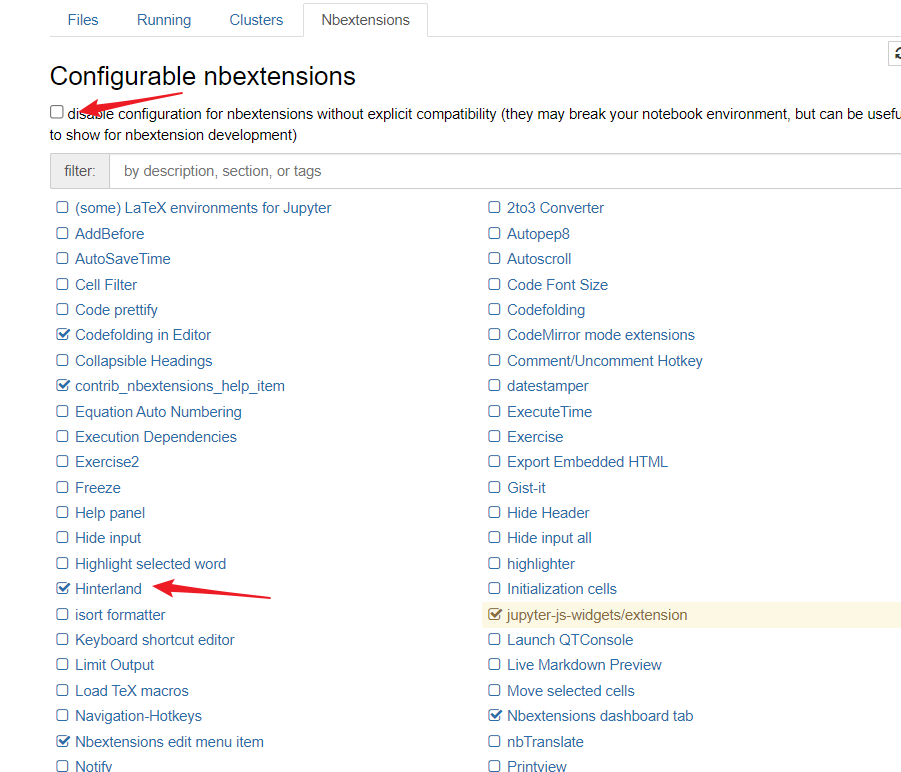 Files Running Clusters Nbextensions
Configurable nbextensions
disable configuration for nbextensions without explicit compatibility (they may break your notebook environment, but can be usefu
to show for nbextension development)
filter: by description, section, or tags
(some) LaTeX environments for Jupyter 2to3 Converter
AddBefore Autopep8
AutoSaveTime Autoscroll
Cell Filter Code Font Size
Code prettify Codefolding
Codefolding in Editor CodeMirror mode extensions
Collapsible Headings Comment/Uncomment Hotkey
contrib_nbextensions_help_item datestamper
Equation Auto Numbering ExecuteTime
Execution Dependencies Exercise
Exercise2 Export Embedded HTML
Freeze Gist-it
Help panel Hide Header
Hide input Hide input all
Highlight selected word highlighter
Hinterland Initialization cells
isort formatter jupyter-js-widgets/extension
Keyboard shortcut editor Launch QTConsole
Limit Output Live Markdown Preview
Load TeX macros Move selected cells
Navigation-Hotkeys Nbextensions dashboard tab
Nbextensions edit menu item nbTranslate
Notify Printview